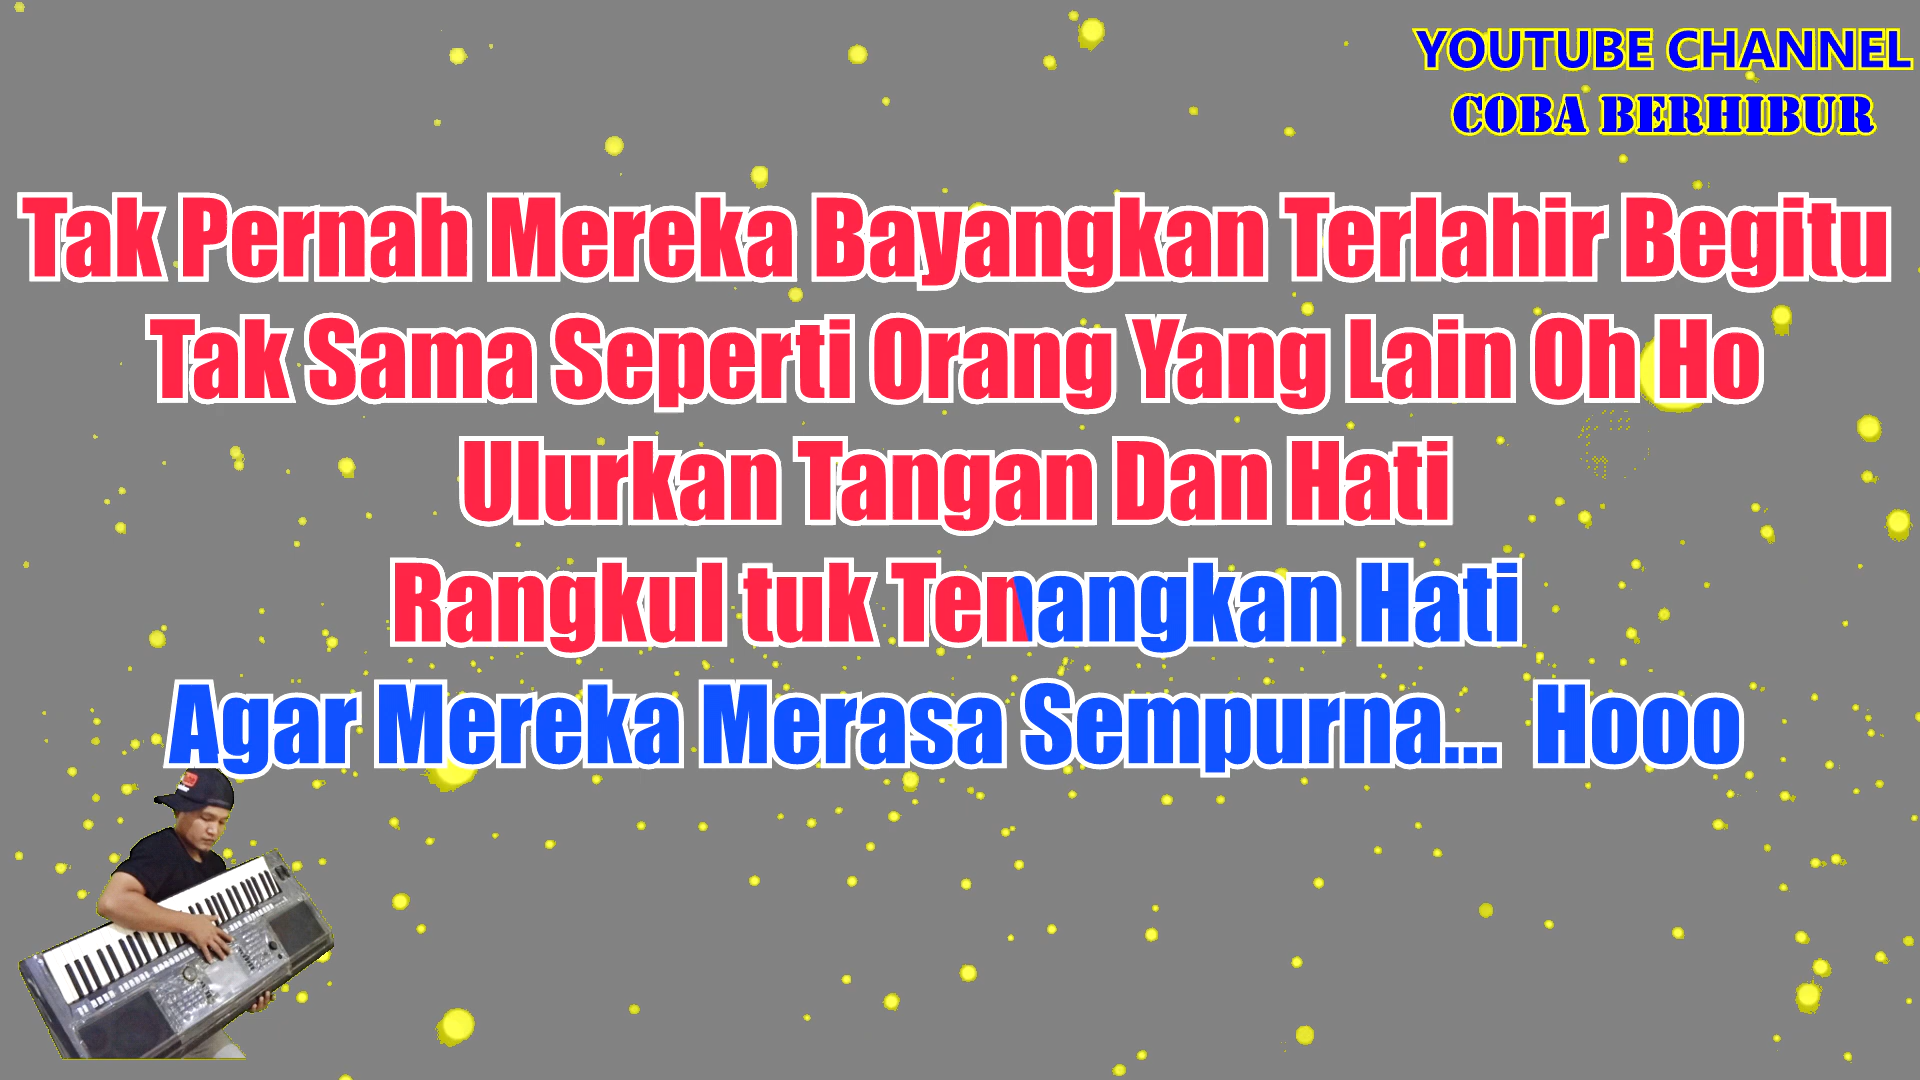 YOUTUBE CHANNEL
COBA BERHIBUR
Tak Pernah Mereka Bayangkan Terlahir Begitu
Tak Sama Seperti Orang Yang Lain Oh Ho
Ulurkan Tangan Dan Hati
Rangkul tuk Tenangkan Hati
Agar Mereka Merasa Sempurna... Hooo